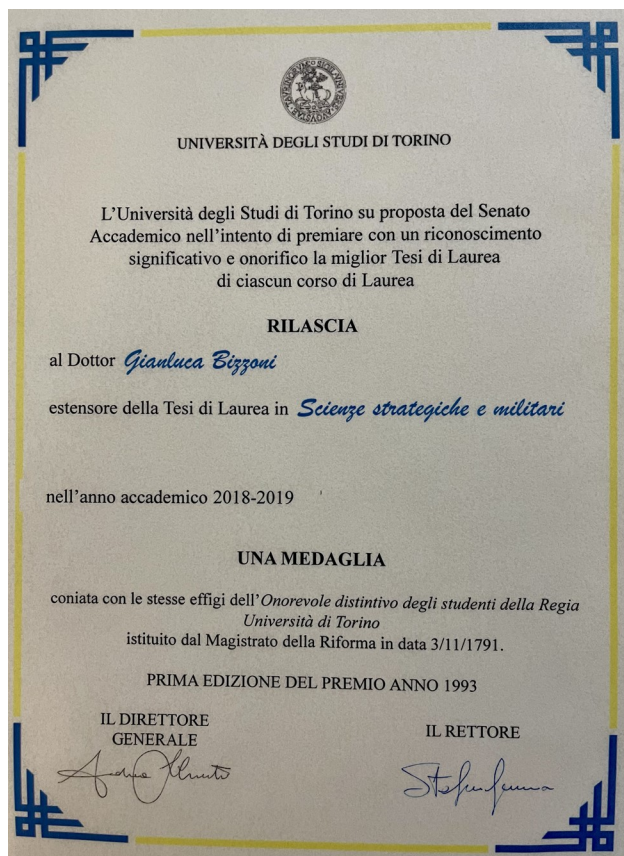 UNIVERSITÀ DEGLI STUDI DI TORINO
L'Università degli Studi di Torino su proposta del Senato
Accademico nell'intento di premiare con un riconoscimento
significativo e onorifico la miglior Tesi di Laurea
di ciascun corso di Laurea
RILASCIA
al Dottor Gianluca Bizzoni
estensore della Tesi di Laurea in Scienze strategiche e militari
nell'anno accademico 2018-2019
UNA MEDAGLIA
coniata con le stesse effigi dell'Onorevole distintivo degli studenti della Regia
Università di Torino
istituito dal Magistrato della Riforma in data 3/11/1791.
PRIMA EDIZIONE DEL PREMIO ANNO 1993
IL DIRETTORE
GENERALE
IL RETTORE